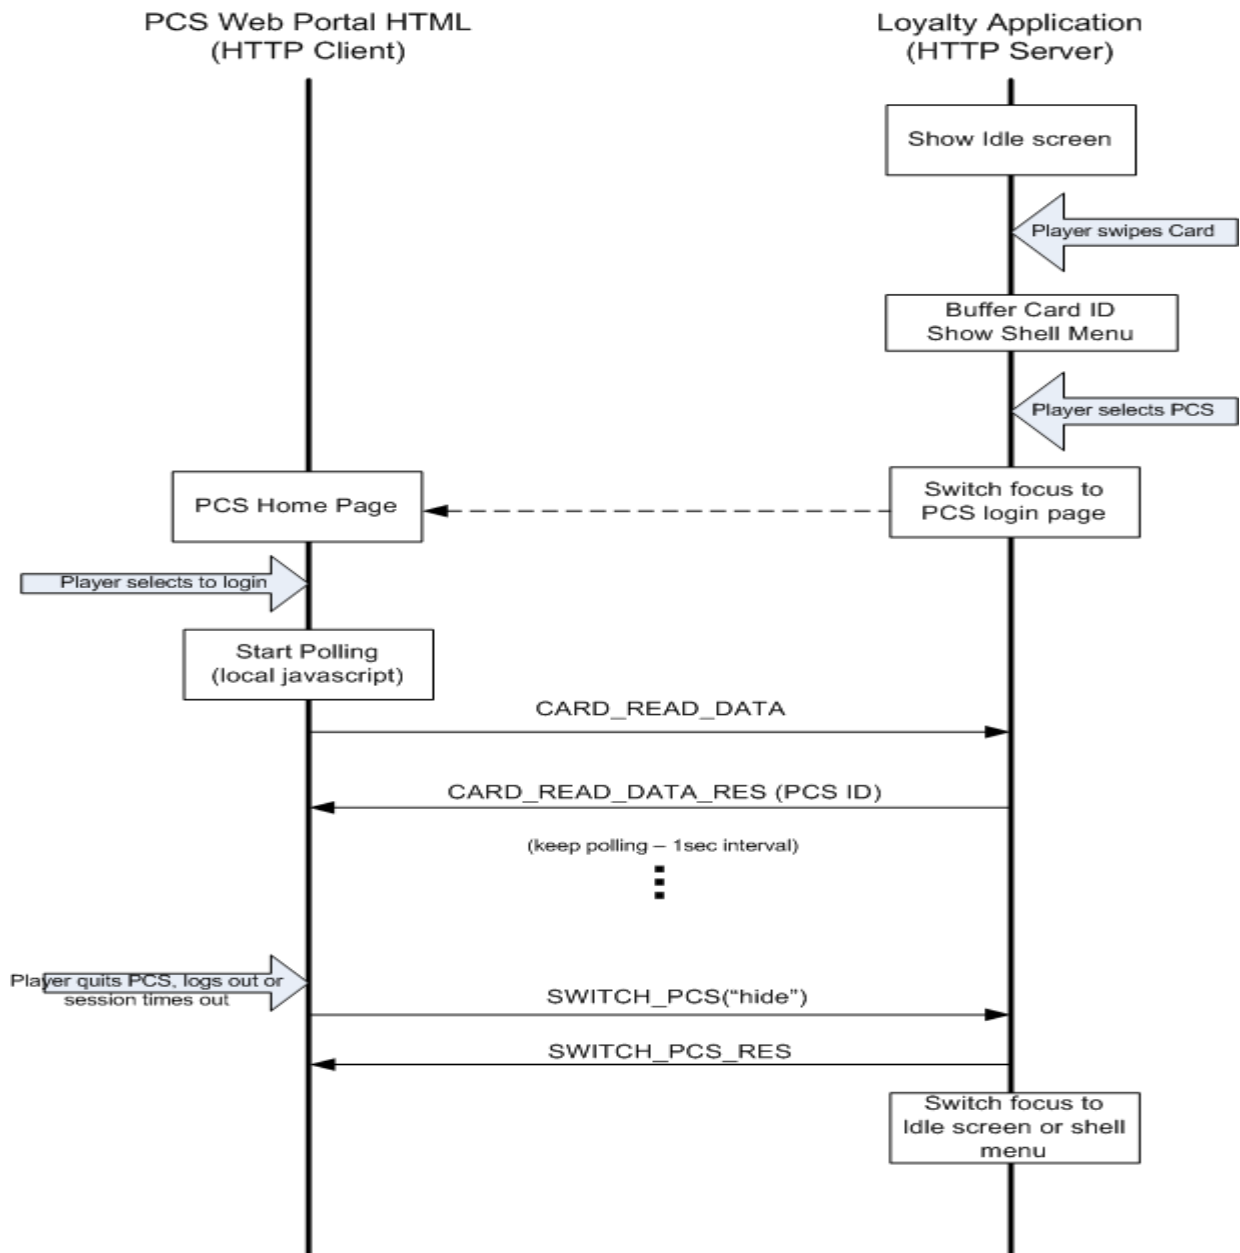 PCS Web Portal HTML
(HTTP Client)
Loyalty Application
(HTTP Server)
Show Idle screen
Player swipes Card
Buffer Card ID
Show Shell Menu
Player selects PCS
Switch focus to
PCS login page
PCS Home Page
Player selects to login
Start Polling
(local javascript)
CARD_READ_DATA
CARD_READ_DATA_RES (PCS ID)
(keep polling – 1sec interval)
Player quits PCS, logs out or
session times out
SWITCH_PCS(“hide”)
SWITCH_PCS_RES
Switch focus to
Idle screen or shell
menu